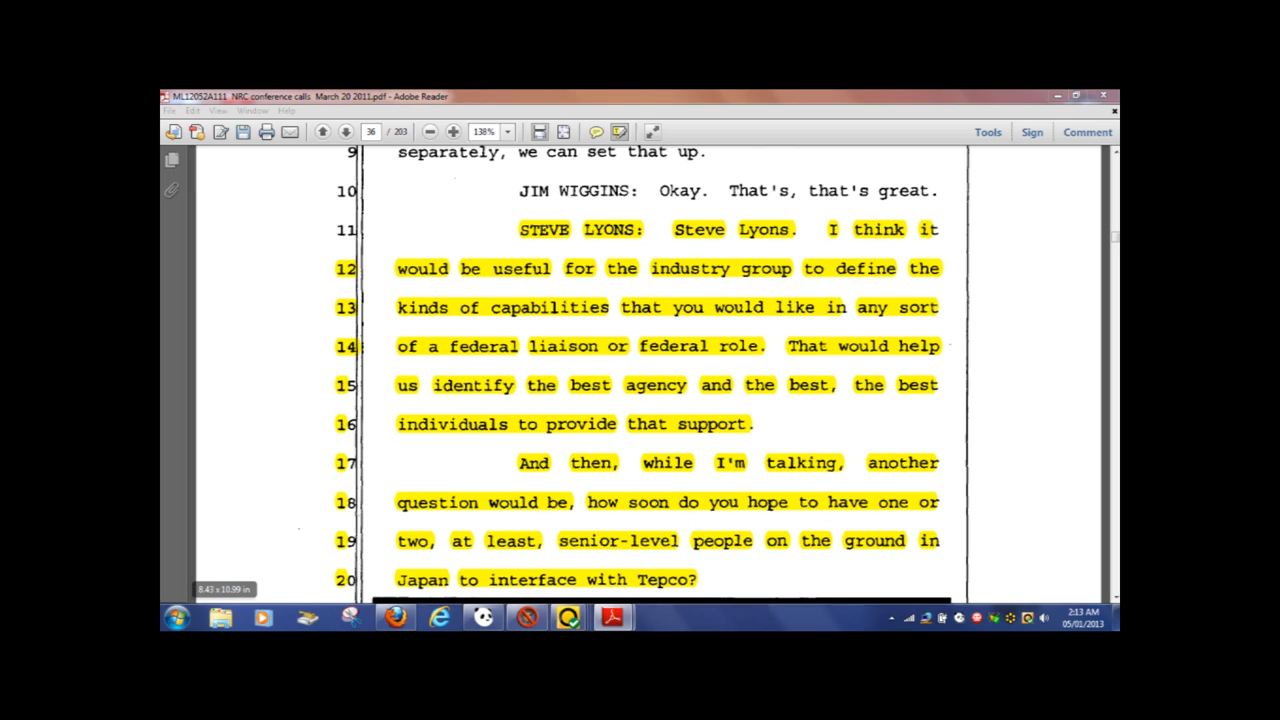 ML12052A111 NRC conference calls March 20 2011.pdf - Adobe Reader
File Edit View Window Help
36 / 203 138% Tools Sign Comment
9 separately, we can set that up.
10 JIM WIGGINS: Okay. That's, that's great.
11 STEVE LYONS: Steve Lyons. I think it
12 would be useful for the industry group to define the
13 kinds of capabilities that you would like in any sort
14 of a federal liaison or federal role. That would help
15 us identify the best agency and the best, the best
16 individuals to provide that support.
17 And then, while I'm talking, another
18 question would be, how soon do you hope to have one or
19 two, at least, senior-level people on the ground in
20 Japan to interface with Tepco?
8.43 x 10.99 in
2:13 AM
05/01/2013